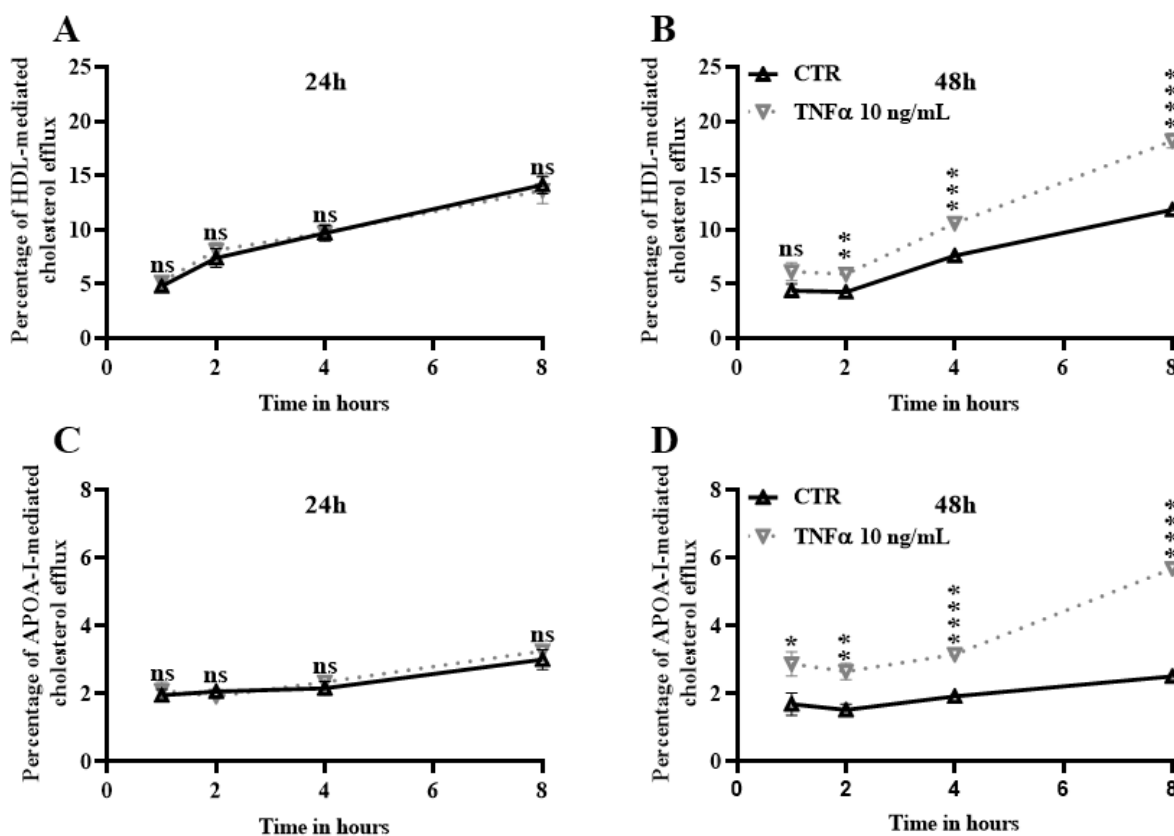 A
Percentage of HDL-mediated
cholesterol efflux
24h
25
20
15
10
5
0
ns
ns
ns
ns
0
2
4
6
8
Time in hours
B
Percentage of HDL-mediated
cholesterol efflux
48h
CTR
TNFα 10 ng/mL
25
20
15
10
5
0
ns
**
***
****
0
2
4
6
8
Time in hours
C
Percentage of APOA-I-mediated
cholesterol efflux
24h
8
6
4
2
0
ns
ns
ns
ns
0
2
4
6
8
Time in hours
D
Percentage of APOA-I-mediated
cholesterol efflux
48h
CTR
TNFα 10 ng/mL
8
6
4
2
0
*
**
****
****
0
2
4
6
8
Time in hours